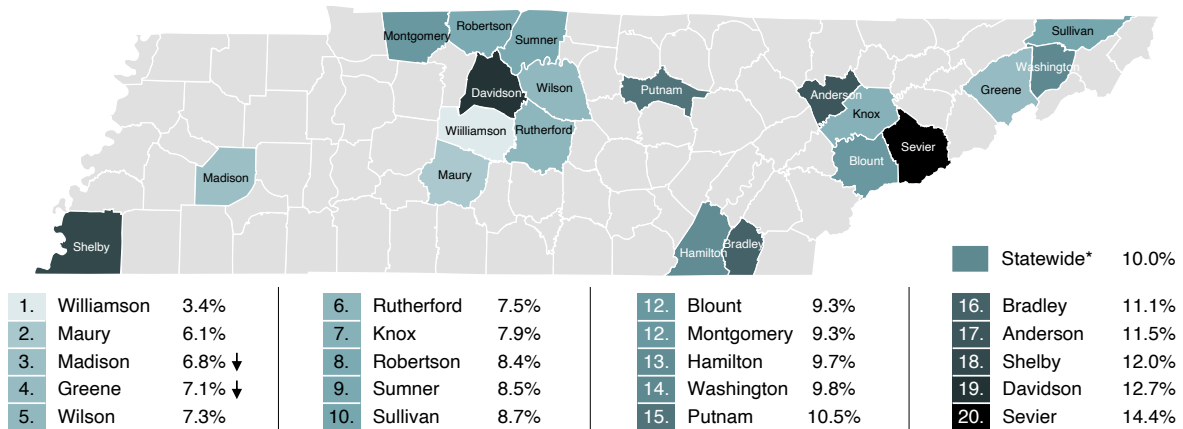 Montgomery
Robertson
Sumner
Sullivan
Washington
Davidson
Wilson
Putnam
Anderson
Greene
Knox
Wiilliamson
Rutherford
Sevier
Blount
Madison
Maury
Shelby
Hamilton
Bradley
Statewide* 10.0%
1. Williamson 3.4%
2. Maury 6.1%
3. Madison 6.8% ↓
4. Greene 7.1% ↓
5. Wilson 7.3%
6. Rutherford 7.5%
7. Knox 7.9%
8. Robertson 8.4%
9. Sumner 8.5%
10. Sullivan 8.7%
12. Blount 9.3%
12. Montgomery 9.3%
13. Hamilton 9.7%
14. Washington 9.8%
15. Putnam 10.5%
16. Bradley 11.1%
17. Anderson 11.5%
18. Shelby 12.0%
19. Davidson 12.7%
20. Sevier 14.4%